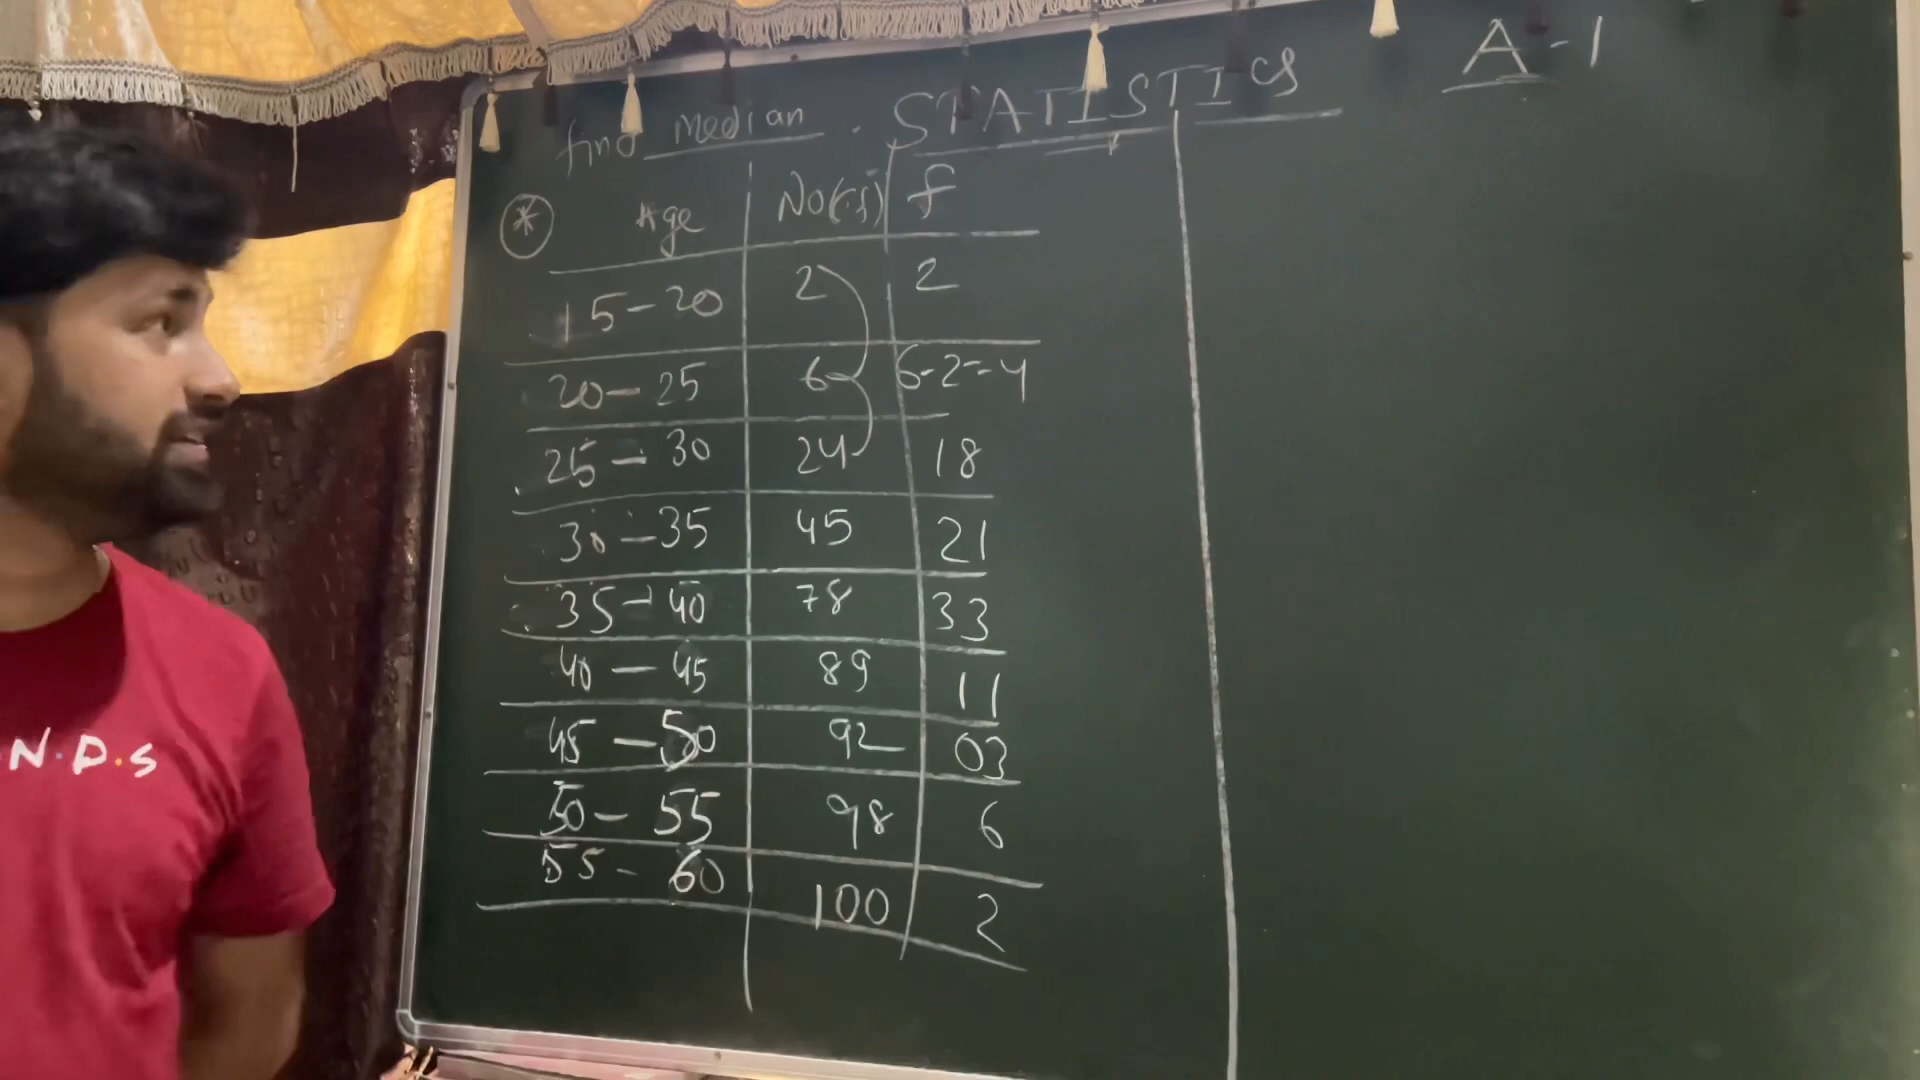 find Median . STATISTICS
A-1
* Age No(cf) f
15-20 2 2
20-25 6 6-2=4
25-30 24 18
30-35 45 21
35-40 78 33
40-45 89 11
45-50 92 03
50-55 98 6
55-60 100 2
N·D·S